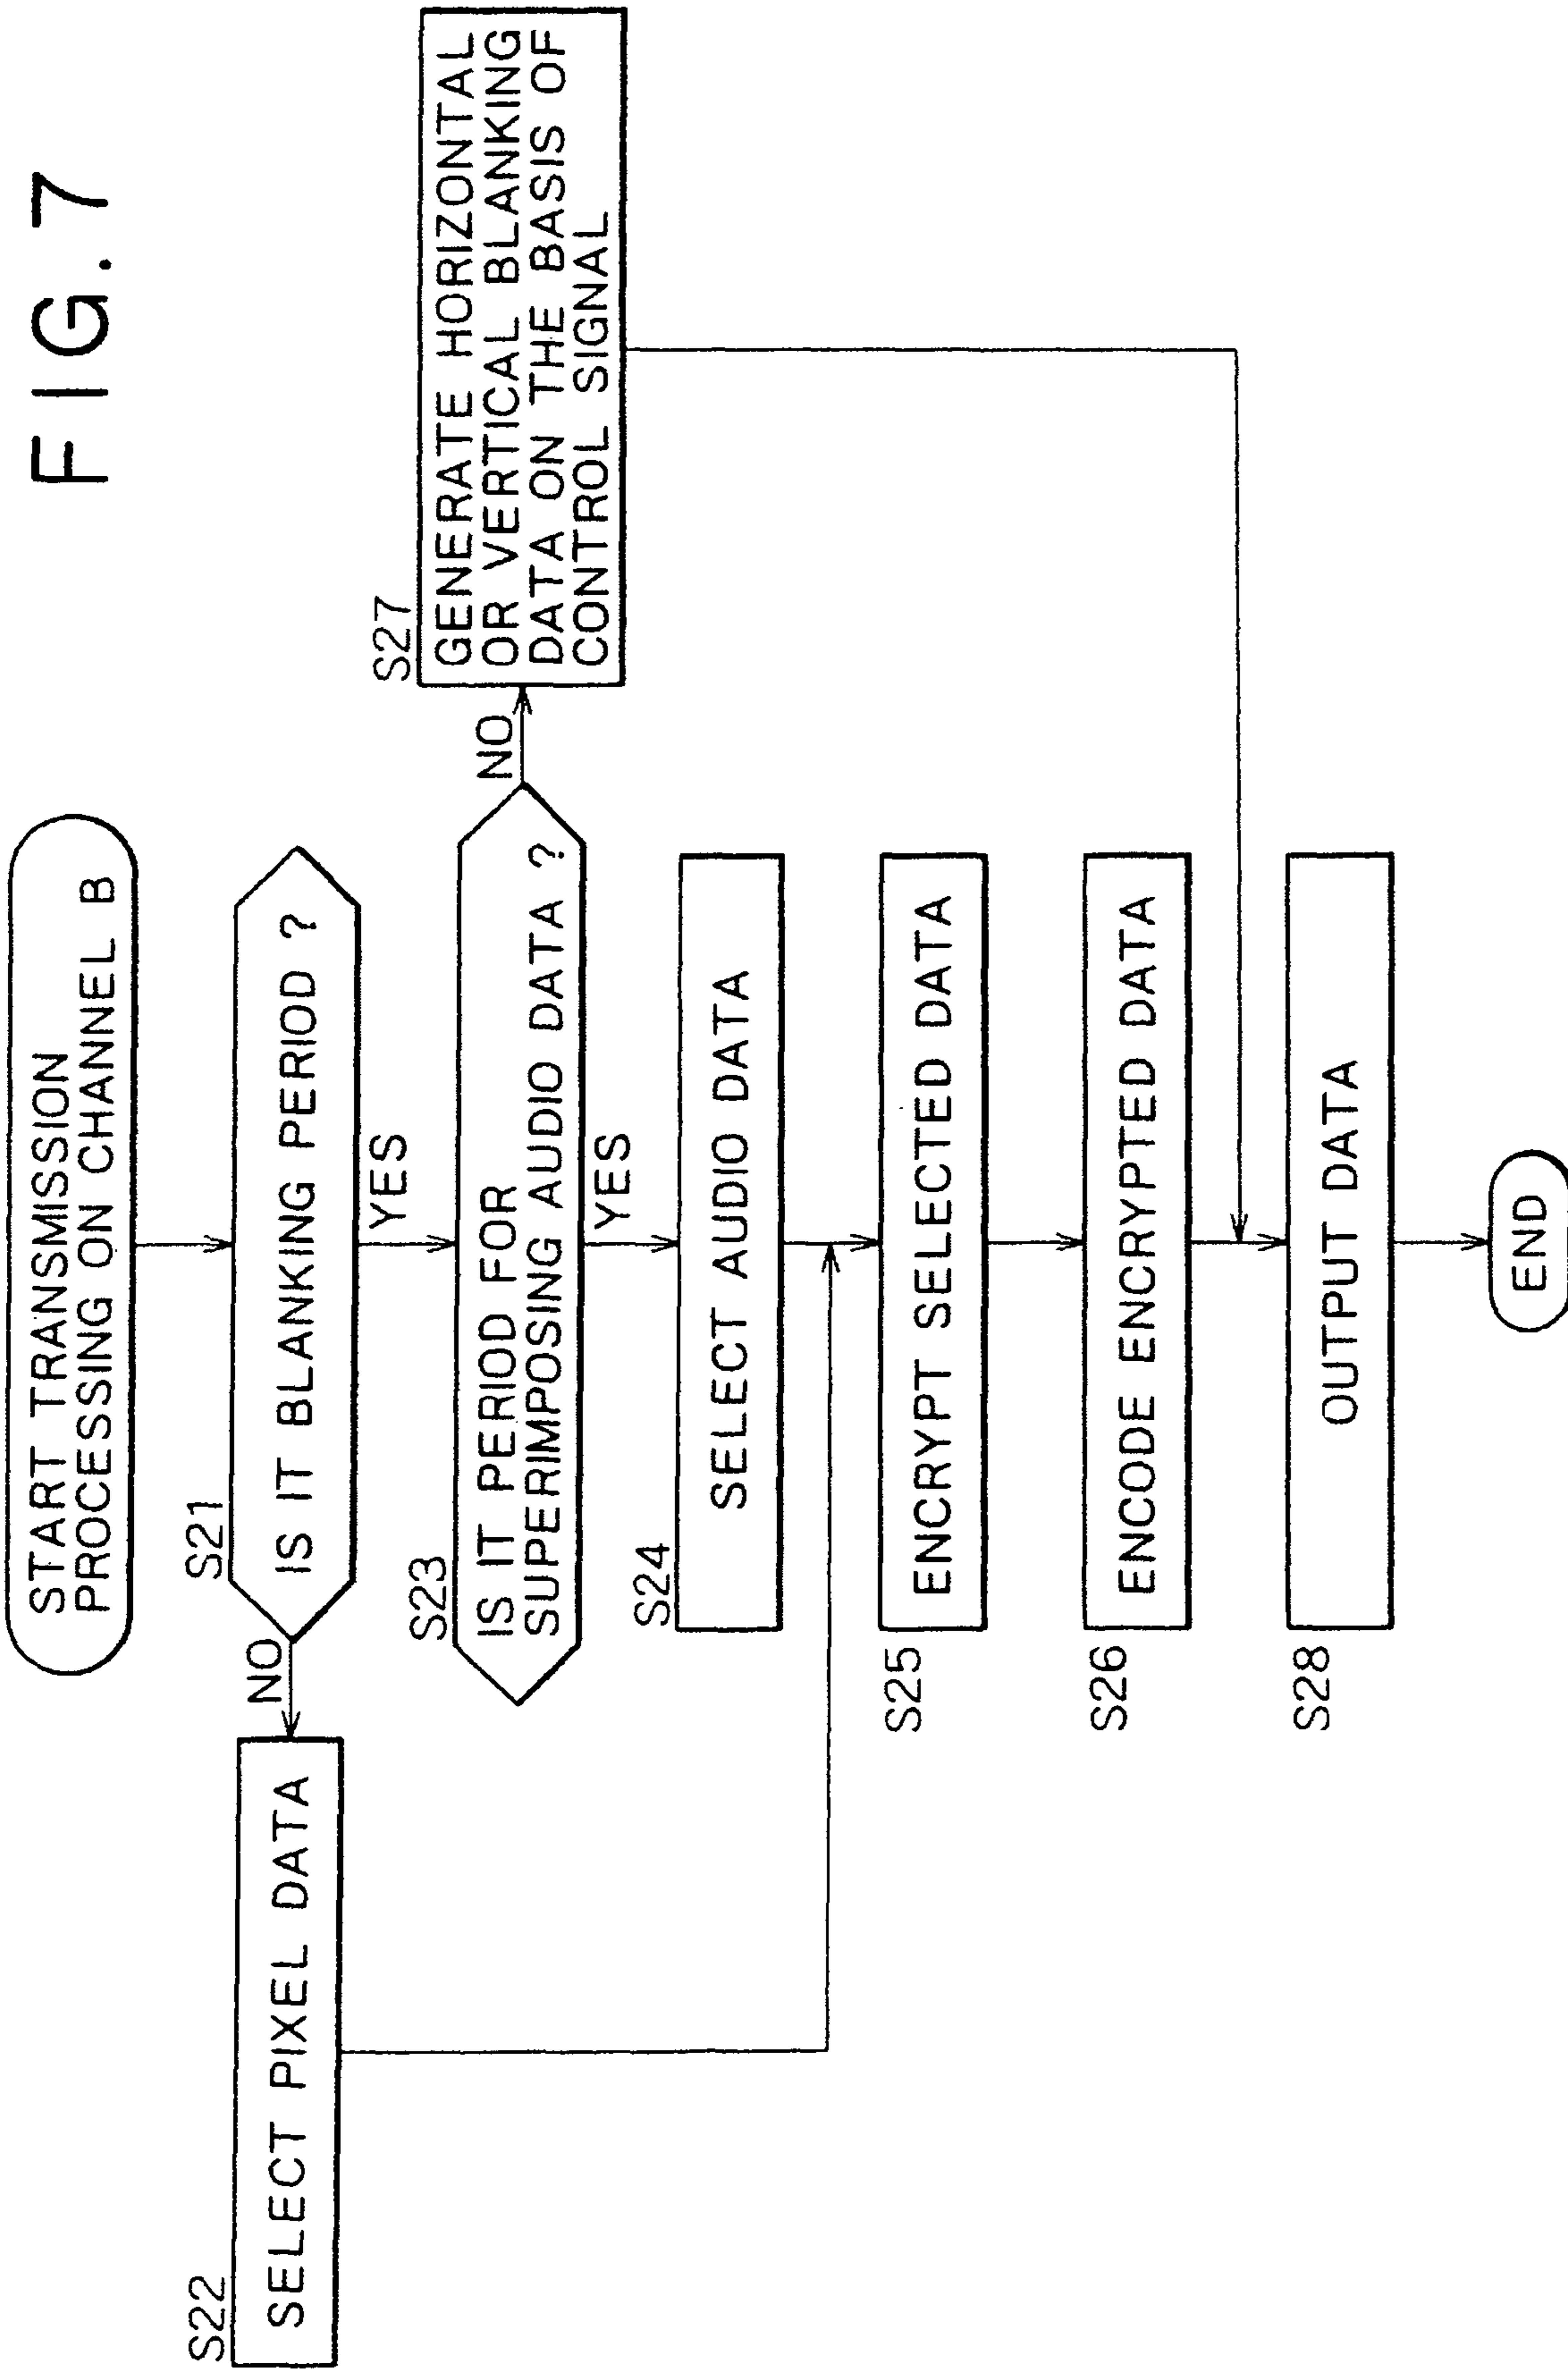 FIG. 7
START TRANSMISSION
PROCESSING ON CHANNEL B
S21
IS IT BLANKING PERIOD ?
NO
YES
S22
SELECT PIXEL DATA
S23
IS IT PERIOD FOR
SUPERIMPOSING AUDIO DATA ?
NO
YES
S27
GENERATE HORIZONTAL
OR VERTICAL BLANKING
DATA ON THE BASIS OF
CONTROL SIGNAL
S24
SELECT AUDIO DATA
S25
ENCRYPT SELECTED DATA
S26
ENCODE ENCRYPTED DATA
S28
OUTPUT DATA
END